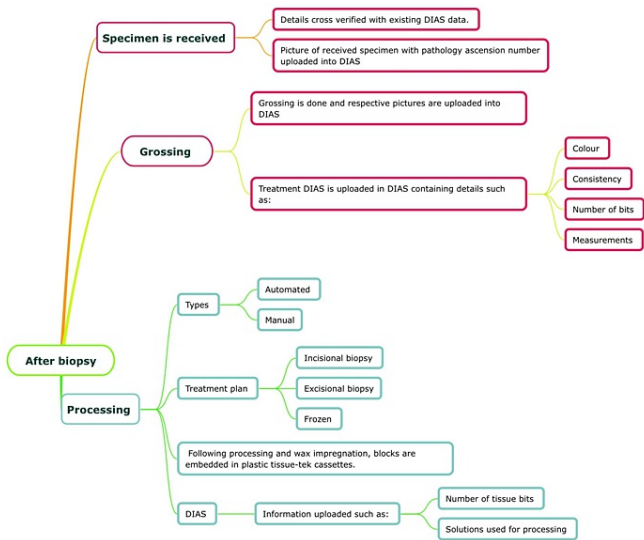 Specimen is received
Details cross verified with existing DIAS data.
Picture of received specimen with pathology ascension number
uploaded into DIAS
Grossing
Grossing is done and respective pictures are uploaded into
DIAS
Treatment DIAS is uploaded in DIAS containing details such
as:
Colour
Consistency
Number of bits
Measurements
After biopsy
Processing
Types
Automated
Manual
Treatment plan
Incisional biopsy
Excisional biopsy
Frozen
Following processing and wax impregnation, blocks are
embedded in plastic tissue-tek cassettes.
DIAS
Information uploaded such as:
Number of tissue bits
Solutions used for processing